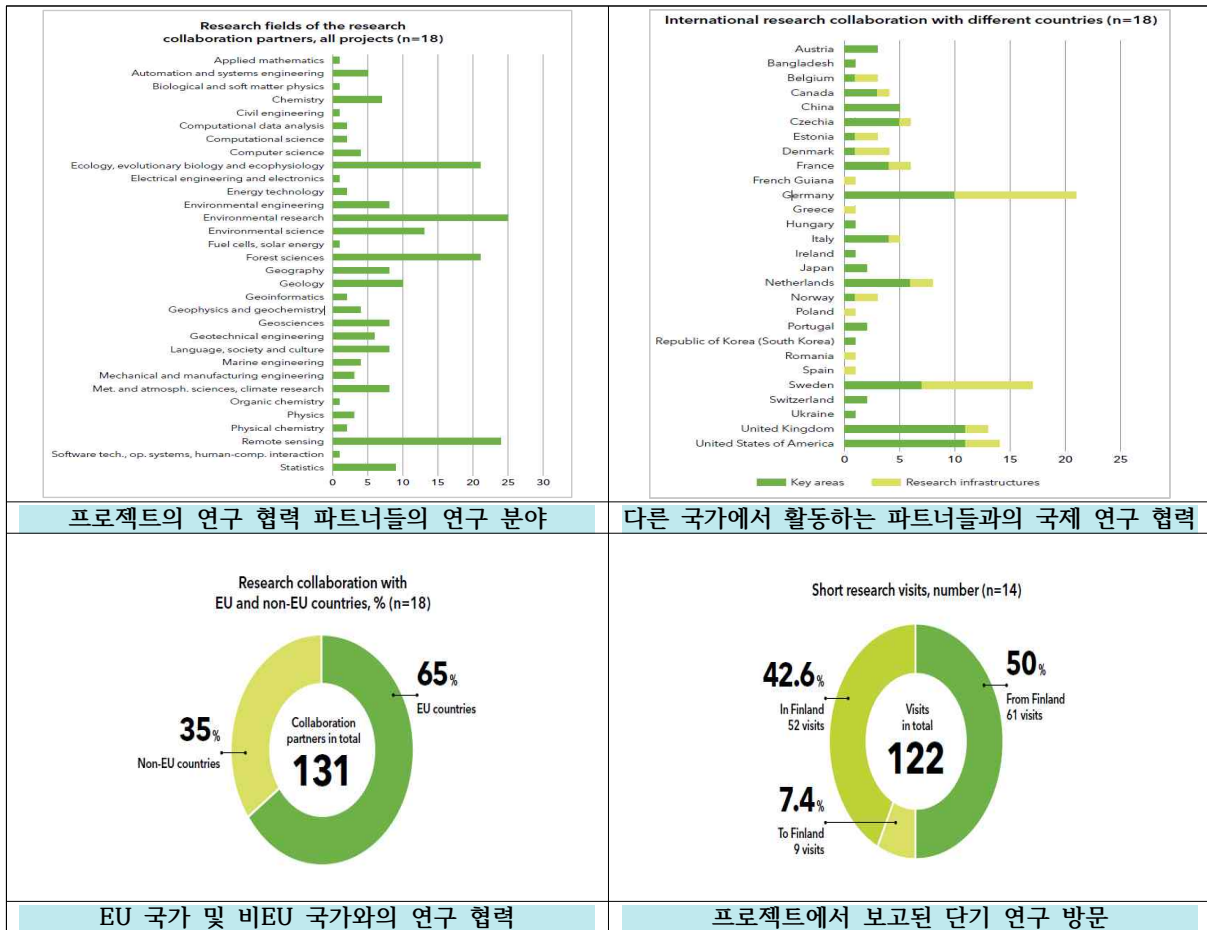 Research fields of the research
collaboration partners, all projects (n=18)
Applied mathematics
Automation and systems engineering
Biological and soft matter physics
Chemistry
Civil engineering
Computational data analysis
Computational science
Computer science
Ecology, evolutionary biology and ecophysiology
Electrical engineering and electronics
Energy technology
Environmental engineering
Environmental research
Environmental science
Fuel cells, solar energy
Forest sciences
Geography
Geology
Geoinformatics
Geophysics and geochemistry
Geosciences
Geotechnical engineering
Language, society and culture
Marine engineering
Mechanical and manufacturing engineering
Met. and atmosph. sciences, climate research
Organic chemistry
Physics
Physical chemistry
Remote sensing
Software tech., op. systems, human-comp. interaction
Statistics
0 5 10 15 20 25 30
프로젝트의 연구 협력 파트너들의 연구 분야
International research collaboration with different countries (n=18)
Austria
Bangladesh
Belgium
Canada
China
Czechia
Estonia
Denmark
France
French Guiana
Germany
Greece
Hungary
Italy
Ireland
Japan
Netherlands
Norway
Poland
Portugal
Republic of Korea (South Korea)
Romania
Spain
Sweden
Switzerland
Ukraine
United Kingdom
United States of America
0 5 10 15 20 25
Key areas Research infrastructures
다른 국가에서 활동하는 파트너들과의 국제 연구 협력
Research collaboration with
EU and non-EU countries, % (n=18)
65%
EU countries
35%
Non-EU countries
Collaboration
partners in total
131
EU 국가 및 비EU 국가와의 연구 협력
Short research visits, number (n=14)
42.6%
In Finland
52 visits
50%
From Finland
61 visits
Visits
in total
122
7.4%
To Finland
9 visits
프로젝트에서 보고된 단기 연구 방문